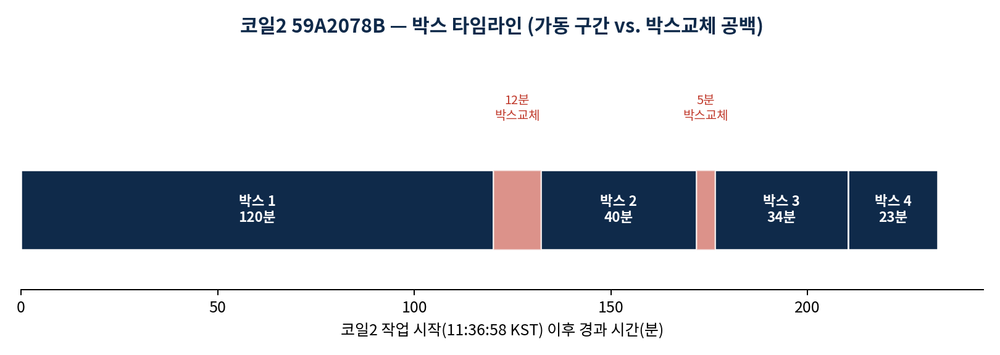 코일2 59A2078B — 박스 타임라인 (가동 구간 vs. 박스교체 공백)
12분
박스교체
5분
박스교체
박스 1
120분
박스 2
40분
박스 3
34분
박스 4
23분
0
50
100
150
200
코일2 작업 시작(11:36:58 KST) 이후 경과 시간(분)